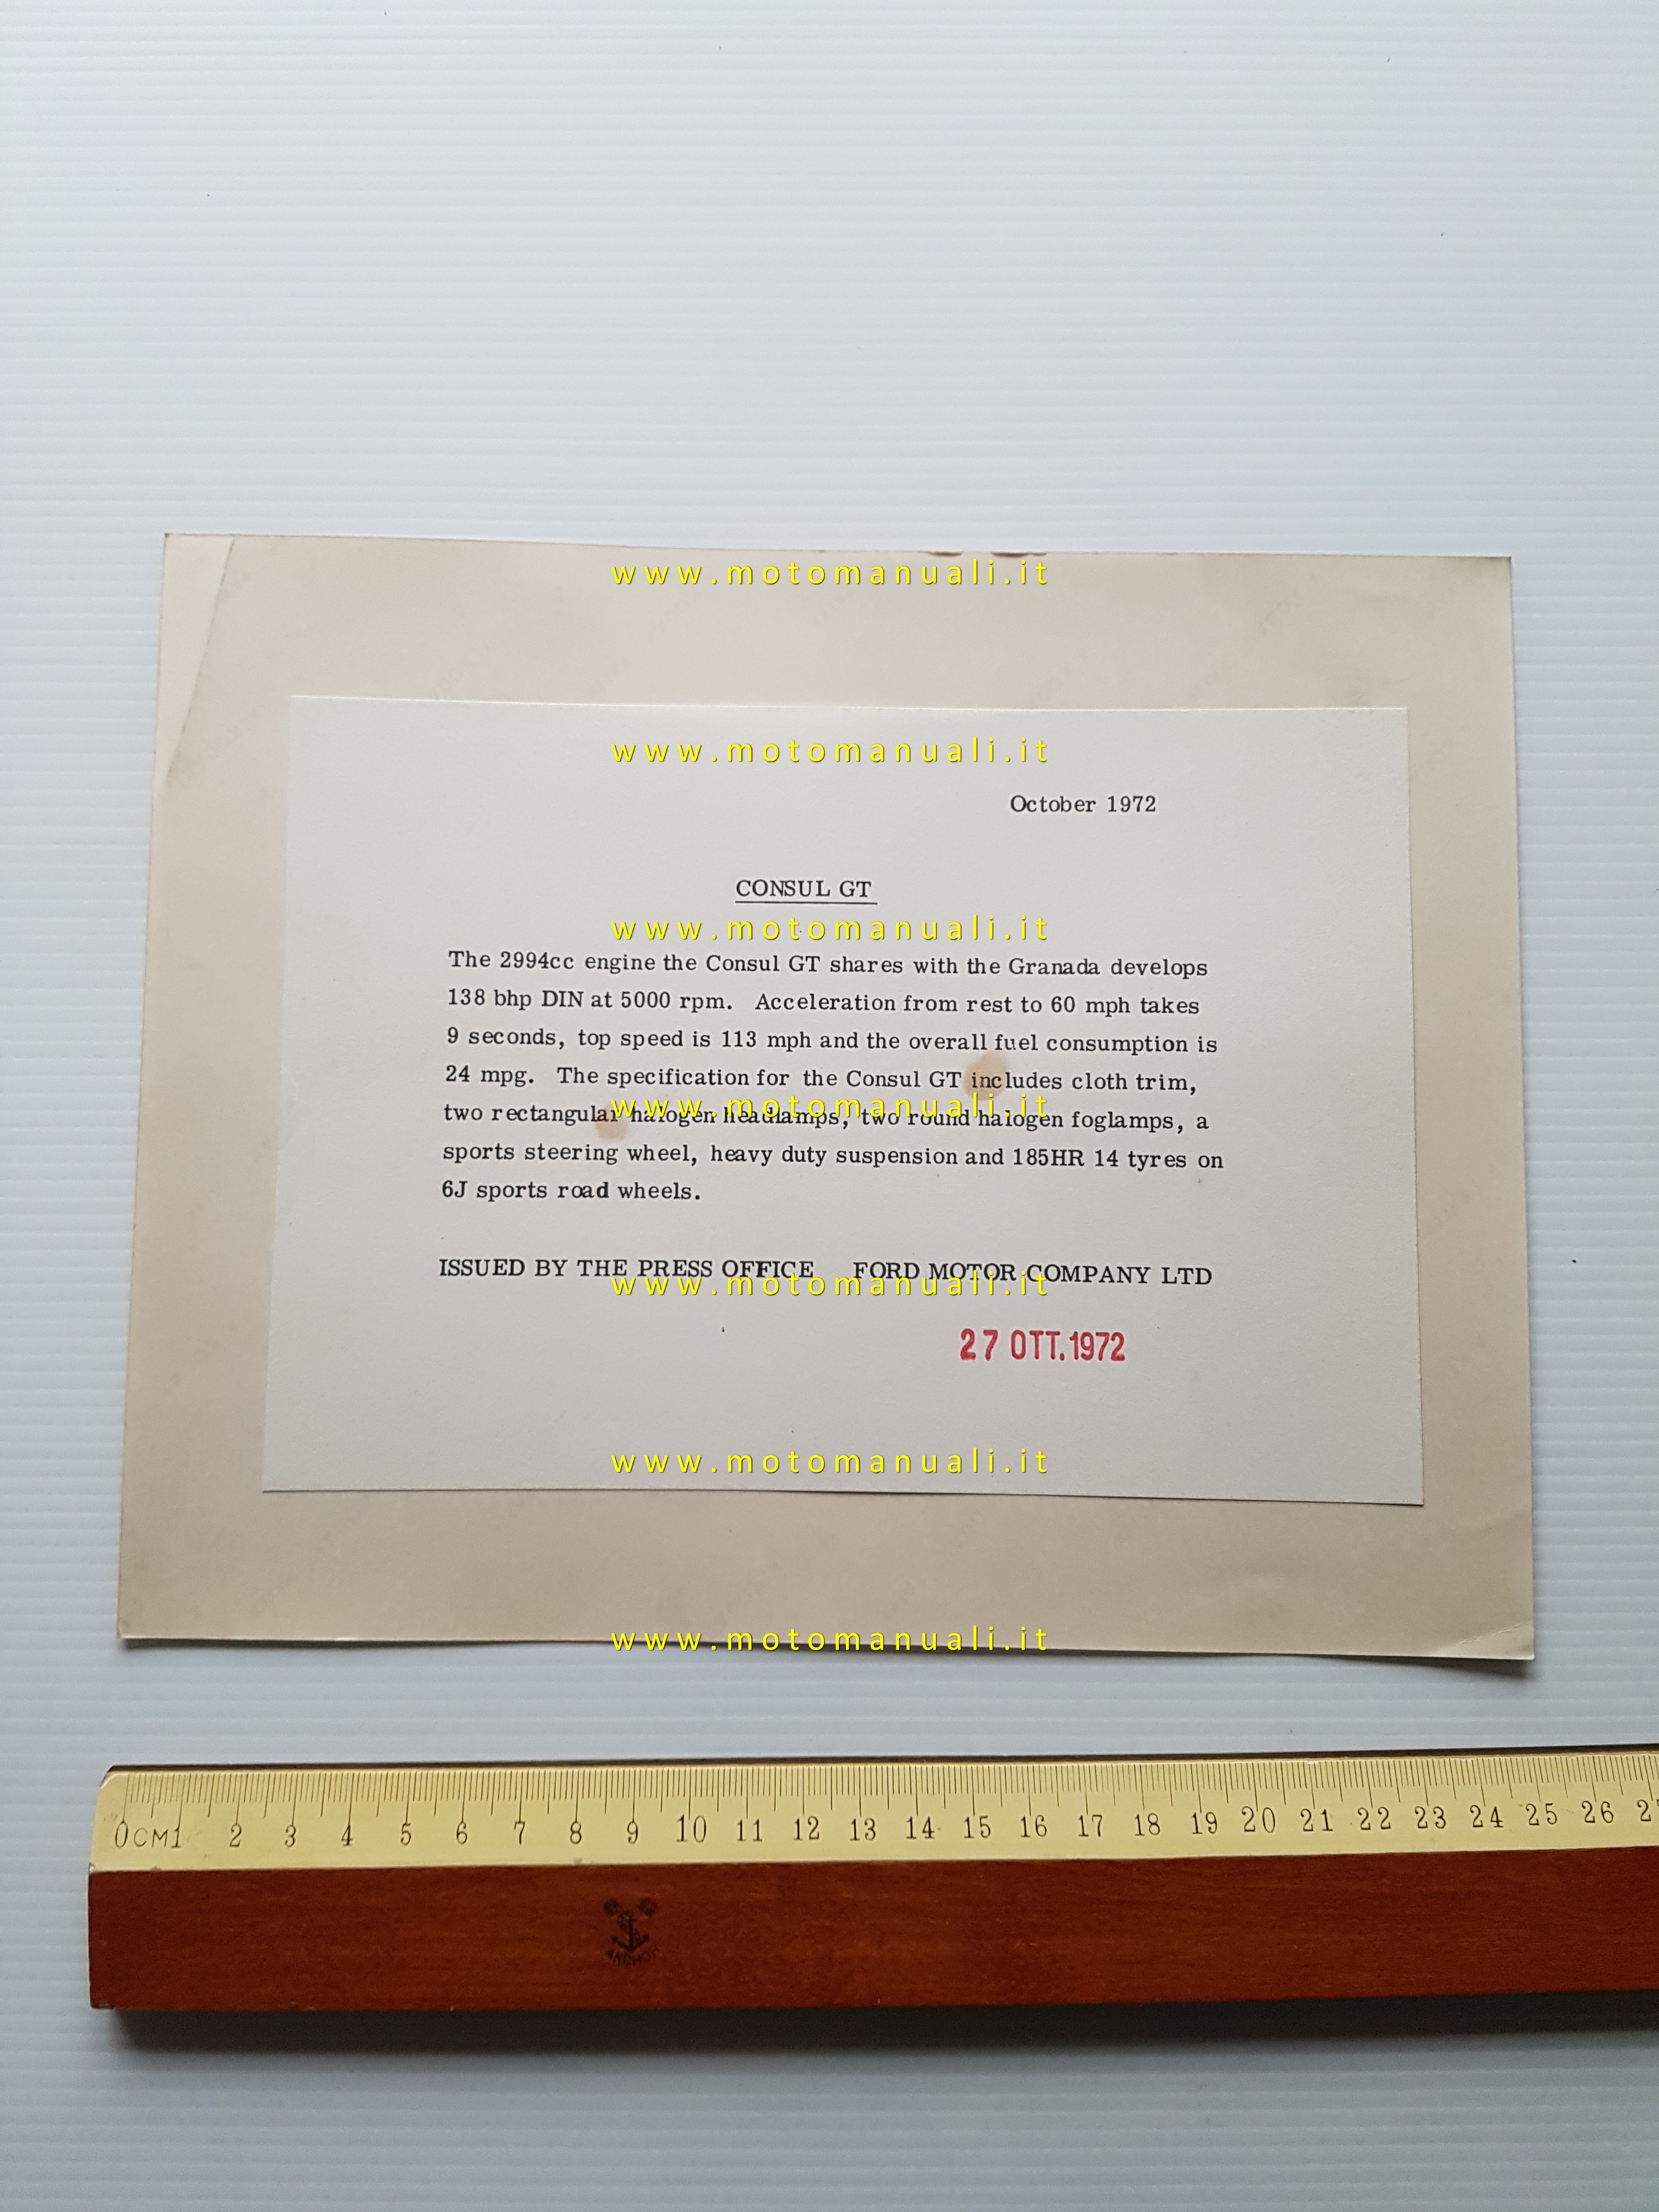 www.motomanuali.it
www.motomanuali.it
October 1972
CONSUL GT
www.motomanuali.it
The 2994cc engine the Consul GT shares with the Granada develops
138 bhp DIN at 5000 rpm. Acceleration from rest to 60 mph takes
9 seconds, top speed is 113 mph and the overall fuel consumption is
24 mpg. The specification for the Consul GT includes cloth trim,
www.motomanuali.it
two rectangular halogen headlamps, two round halogen foglamps, a
sports steering wheel, heavy duty suspension and 185HR 14 tyres on
6J sports road wheels.
ISSUED BY THE PRESS OFFICE FORD MOTOR COMPANY LTD
www.motomanuali.it
27 OTT.1972
www.motomanuali.it
www.motomanuali.it
0CM1 2 3 4 5 6 7 8 9 10 11 12 13 14 15 16 17 18 19 20 21 22 23 24 25 26
ANCHOR